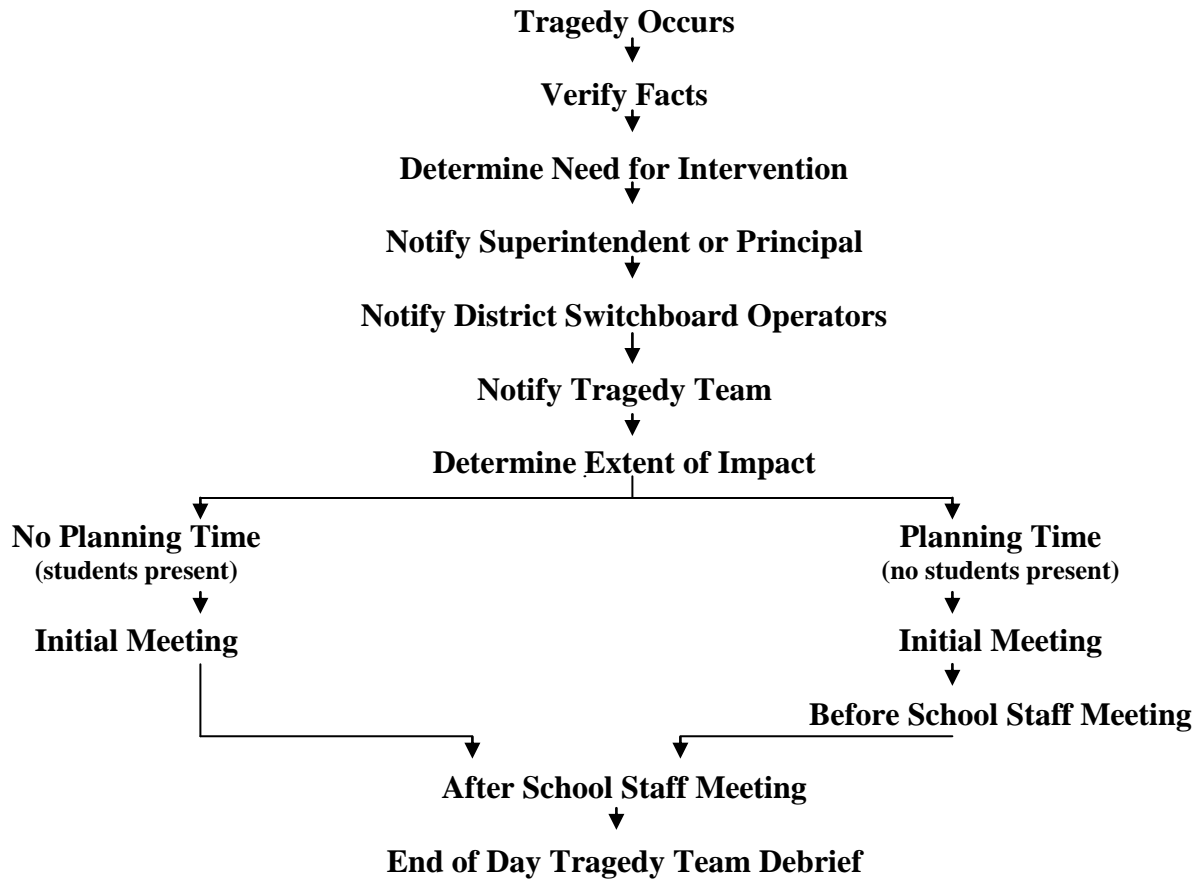 Tragedy Occurs
Verify Facts
Determine Need for Intervention
Notify Superintendent or Principal
Notify District Switchboard Operators
Notify Tragedy Team
Determine Extent of Impact
No Planning Time
(students present)
Planning Time
(no students present)
Initial Meeting
Initial Meeting
Before School Staff Meeting
After School Staff Meeting
End of Day Tragedy Team Debrief